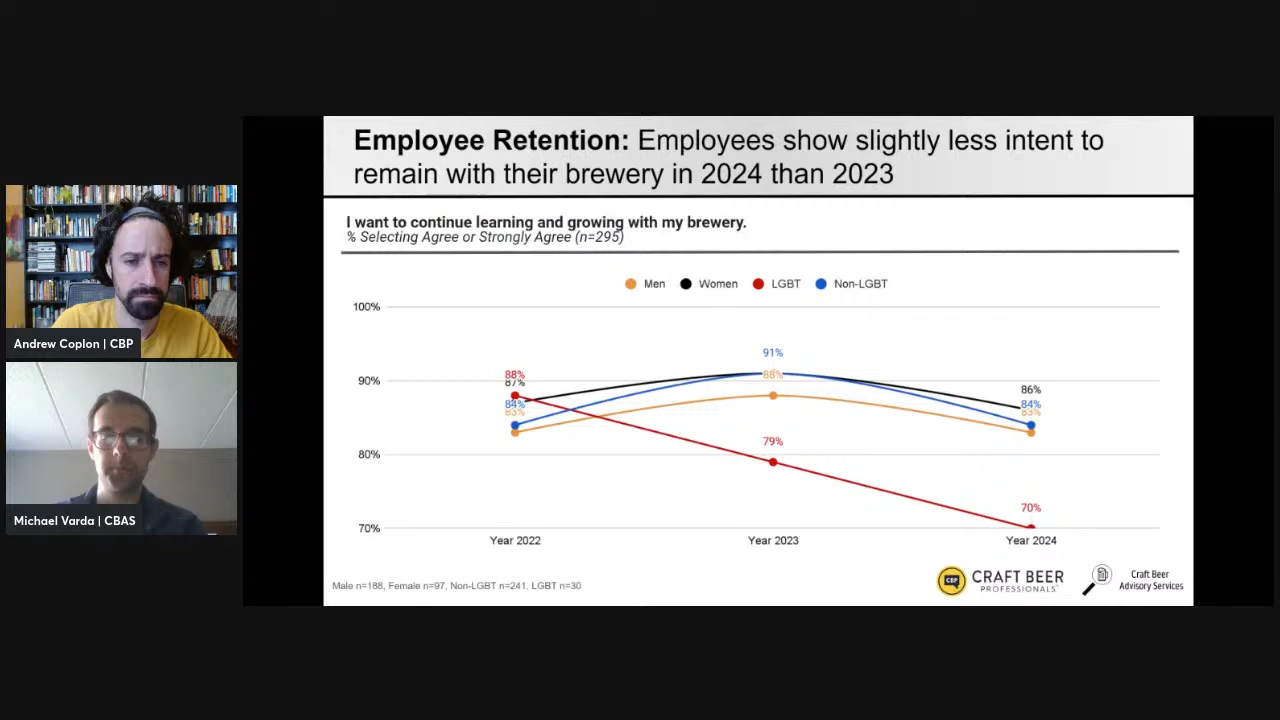 Employee Retention: Employees show slightly less intent to
remain with their brewery in 2024 than 2023
I want to continue learning and growing with my brewery.
% Selecting Agree or Strongly Agree (n=295)
Men Women LGBT Non-LGBT
100%
90%
80%
70%
88%
87%
84%
83%
91%
88%
79%
86%
84%
83%
70%
Year 2022 Year 2023 Year 2024
Male n=188, Female n=97, Non-LGBT n=241, LGBT n=30
CBP
CRAFT BEER
PROFESSIONALS
Craft Beer
Advisory Services
Andrew Coplon | CBP
Michael Varda | CBAS